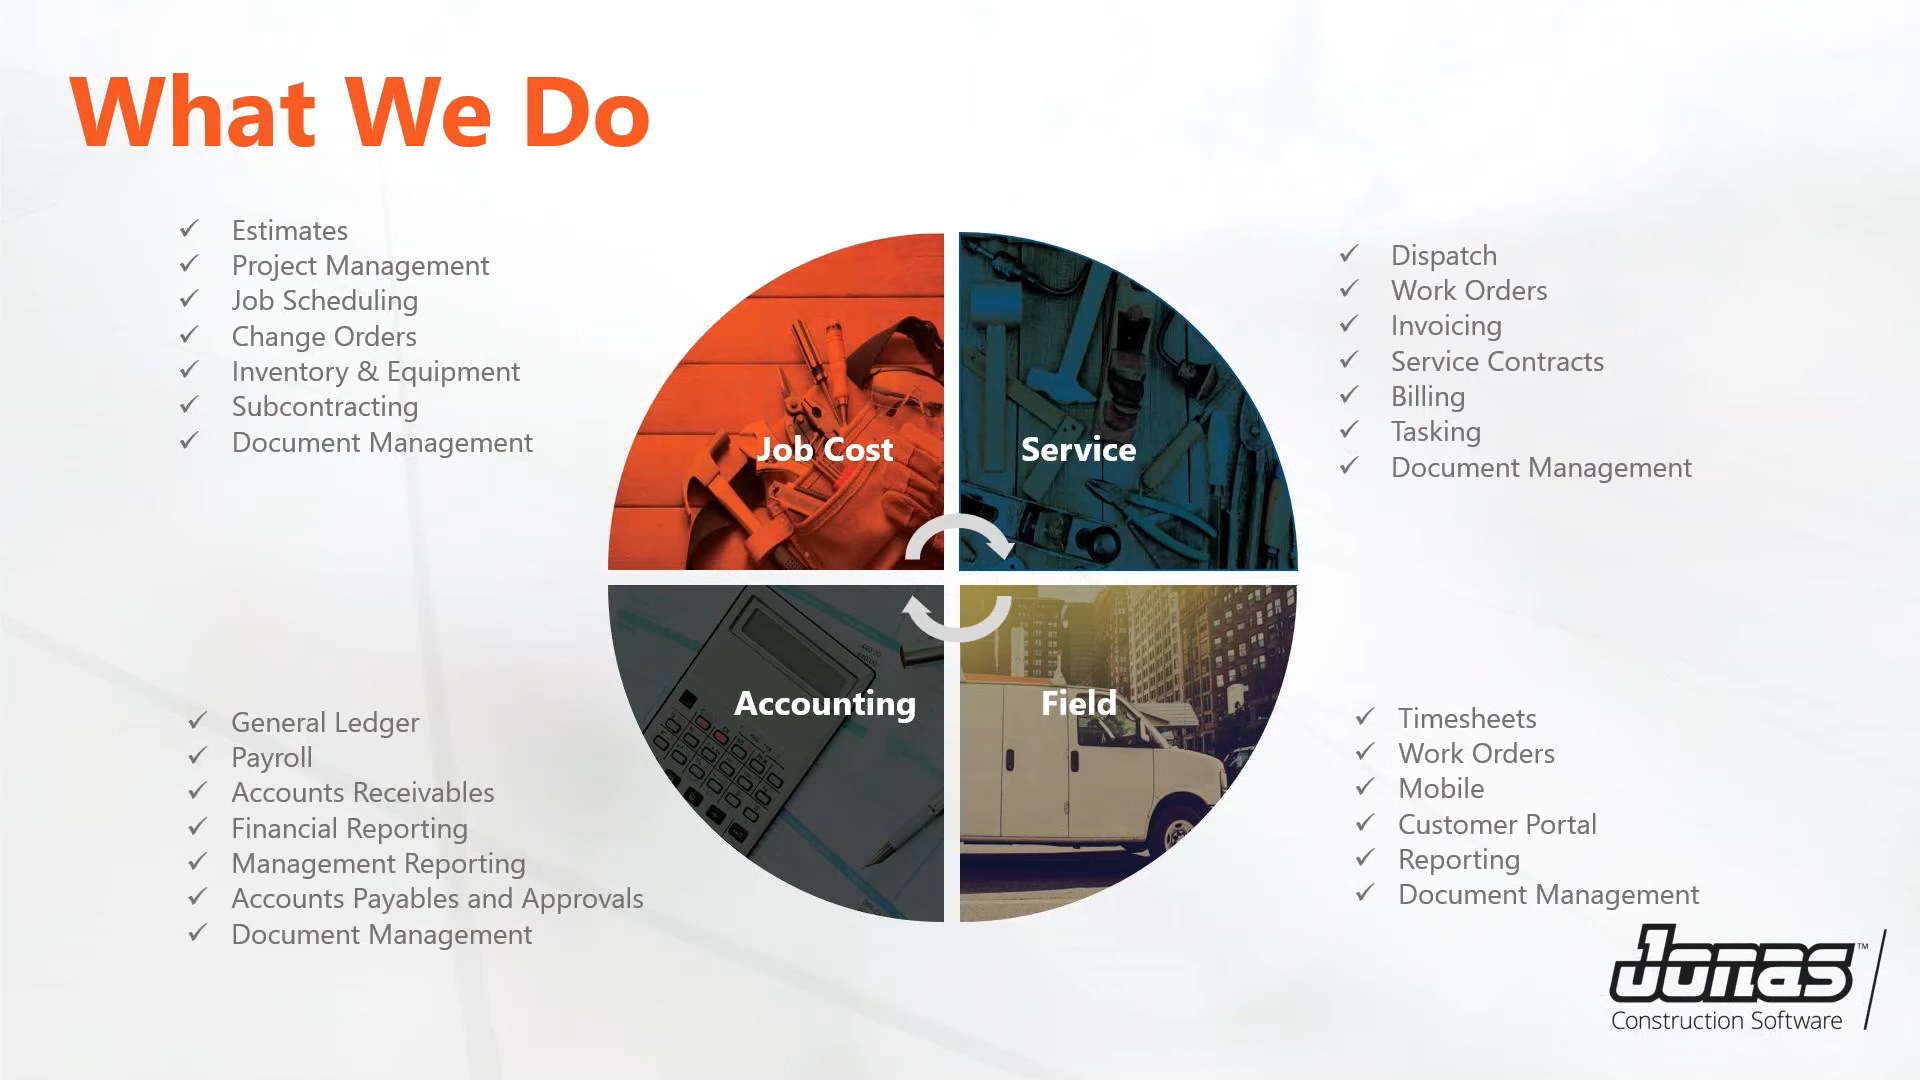 What We Do
Estimates
Project Management
Job Scheduling
Change Orders
Inventory & Equipment
Subcontracting
Document Management
Job Cost
Service
Dispatch
Work Orders
Invoicing
Service Contracts
Billing
Tasking
Document Management
Accounting
Field
General Ledger
Payroll
Accounts Receivables
Financial Reporting
Management Reporting
Accounts Payables and Approvals
Document Management
Timesheets
Work Orders
Mobile
Customer Portal
Reporting
Document Management
Jonas™
Construction Software